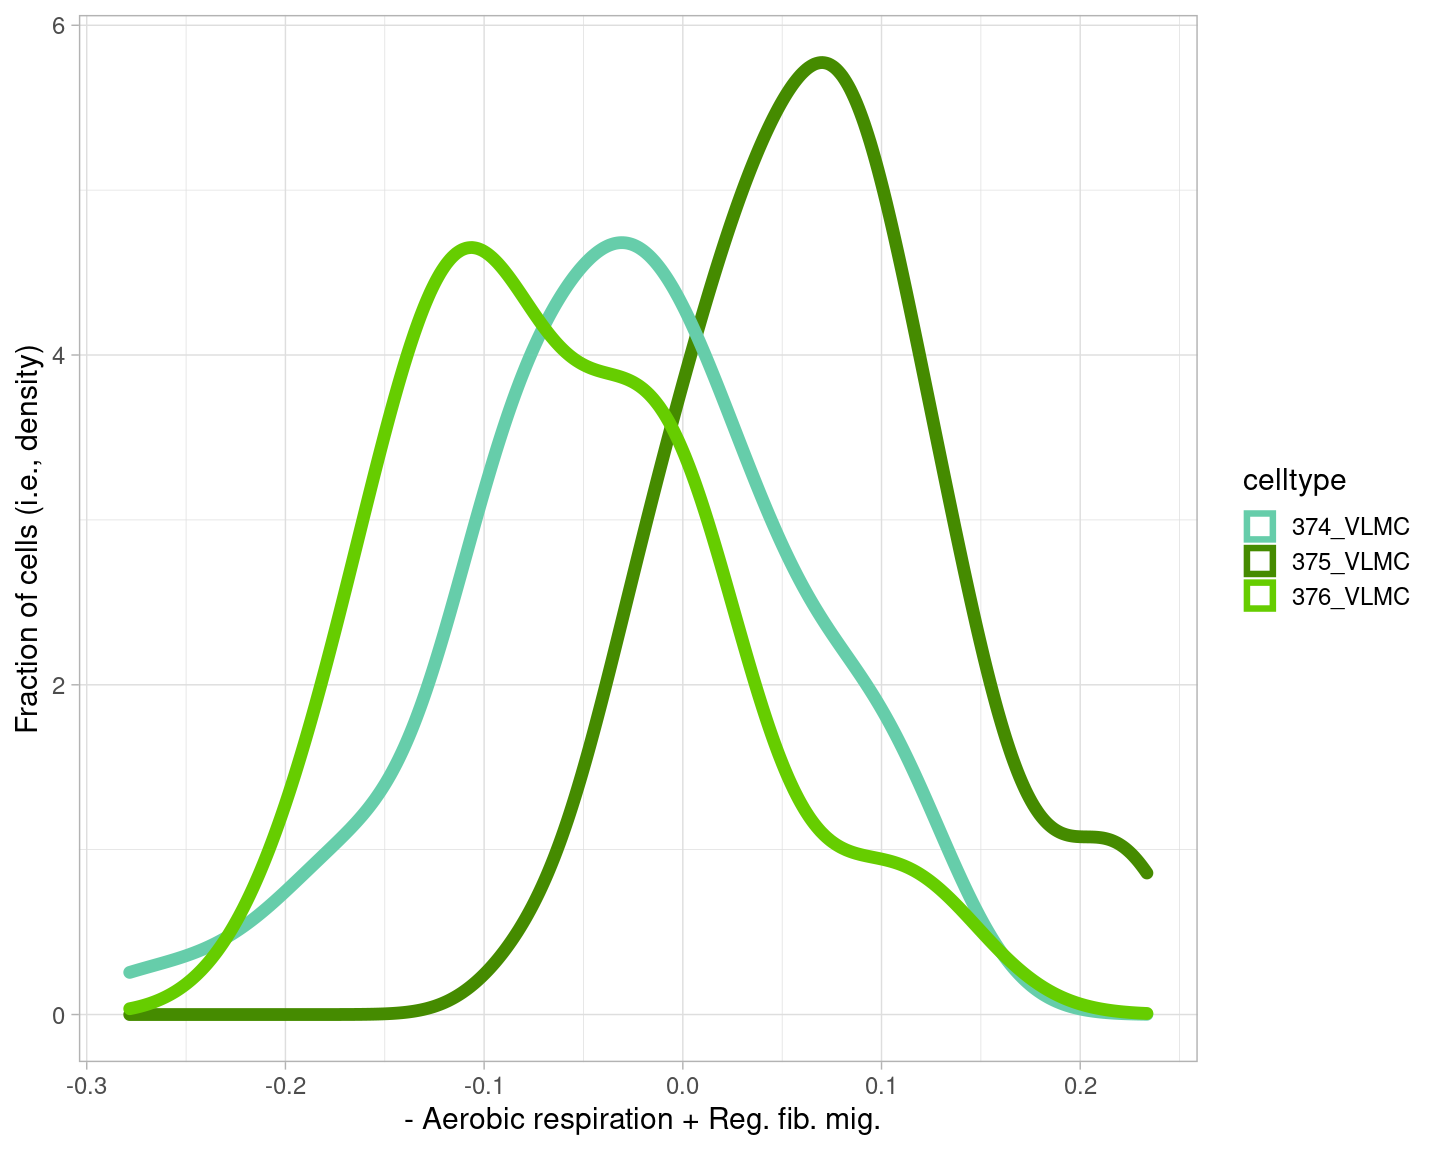 Fraction of cells (i.e., density)
6
4
2
0
-0.3 -0.2 -0.1 0.0 0.1 0.2
- Aerobic respiration + Reg. fib. mig.
celltype
374_VLMC
375_VLMC
376_VLMC